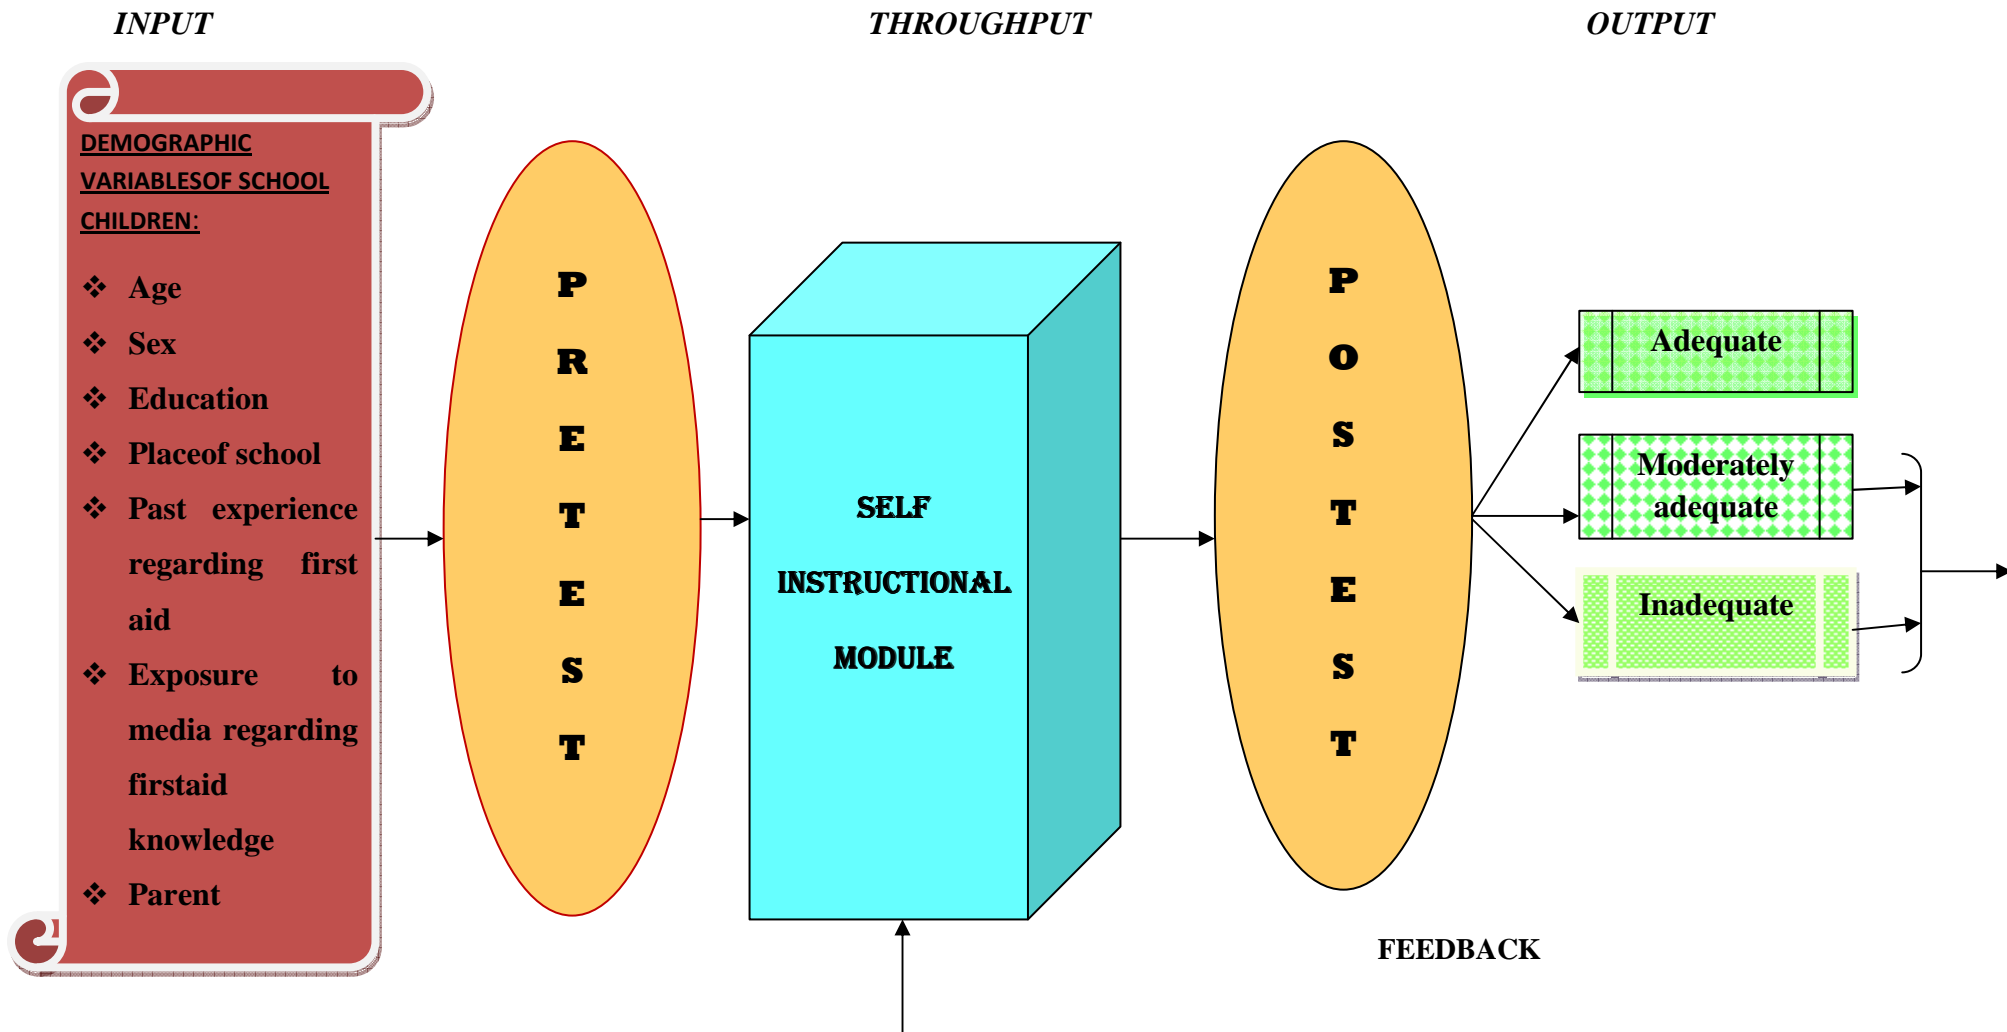 INPUT
THROUGHPUT
OUTPUT
DEMOGRAPHIC
VARIABLESOF SCHOOL
CHILDREN:
❖ Age
❖ Sex
❖ Education
❖ Placeof school
❖ Past experience
regarding first
aid
❖ Exposure to
media regarding
firstaid
knowledge
❖ Parent
P
R
E
T
E
S
T
SELF
INSTRUCTIONAL
MODULE
P
O
S
T
E
S
T
Adequate
Moderately
adequate
Inadequate
FEEDBACK